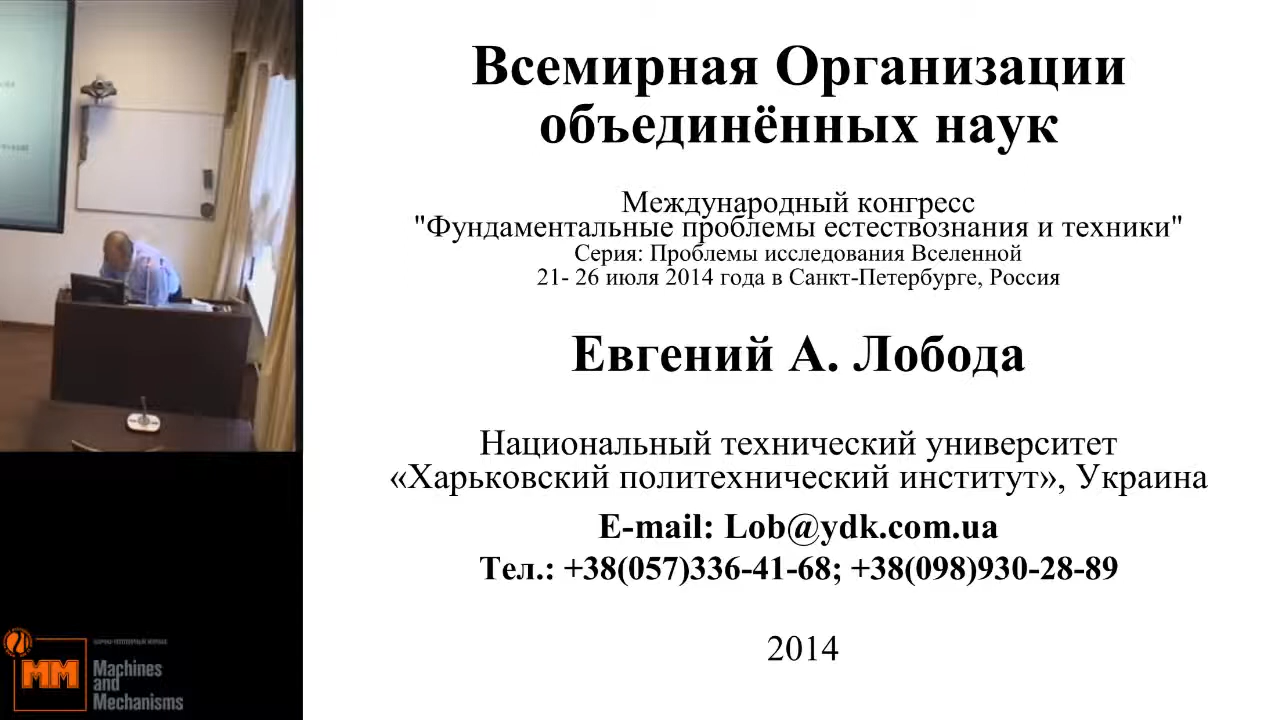 Всемирная Организации
объединённых наук
Международный конгресс
"Фундаментальные проблемы естествознания и техники"
Серия: Проблемы исследования Вселенной
21- 26 июля 2014 года в Санкт-Петербурге, Россия
Евгений А. Лобода
Национальный технический университет
«Харьковский политехнический институт», Украина
E-mail: Lob@ydk.com.ua
Тел.: +38(057)336-41-68; +38(098)930-28-89
2014
MM
Machines
and
Mechanisms